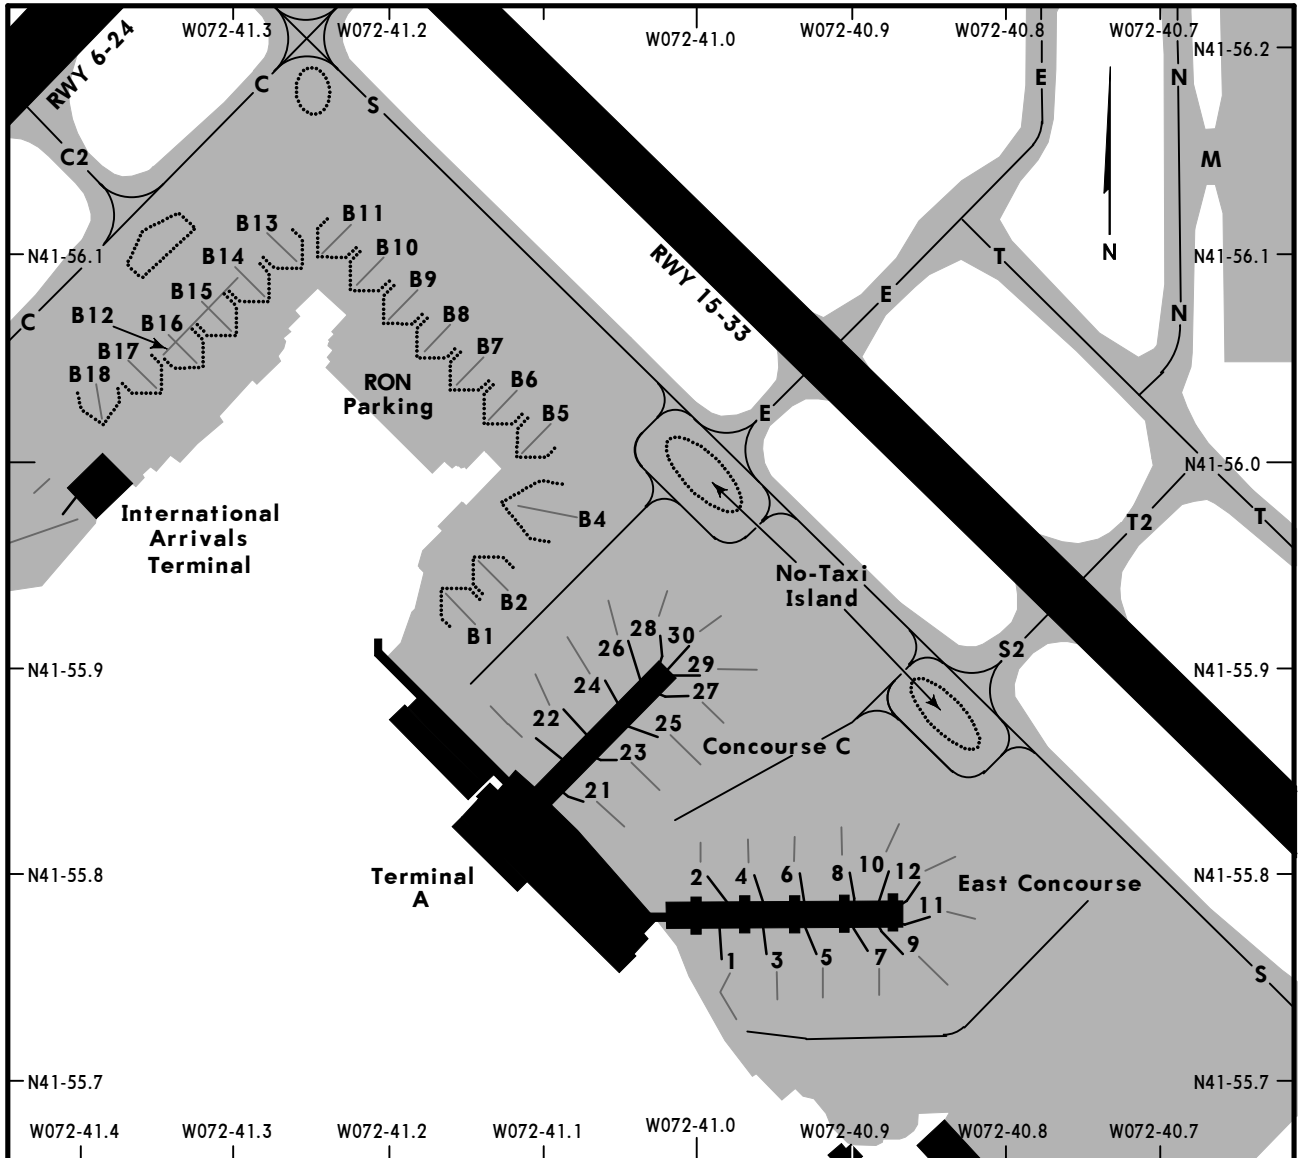 W072-41.3
W072-41.2
W072-41.0
W072-40.9
W072-40.8
W072-40.7
N41-56.2
RWY 6-24
C
S
E
N
C2
M
B13
B11
B14
B10
N41-56.1
T
N
N41-56.1
B15
B9
E
RWY 15-33
B12
B16
B8
N
C
B17
B7
B18
RON
Parking
B6
B5
E
N41-56.0
International
Arrivals
Terminal
B4
T2
T
No-Taxi
Island
B2
B1
28
30
26
29
S2
N41-55.9
N41-55.9
24
27
22
25
23
Concourse C
21
Terminal
A
N41-55.8
2
4
6
8
10
12
East Concourse
N41-55.8
11
1
3
5
7
9
S
N41-55.7
N41-55.7
W072-41.4
W072-41.3
W072-41.2
W072-41.1
W072-41.0
W072-40.9
W072-40.8
W072-40.7